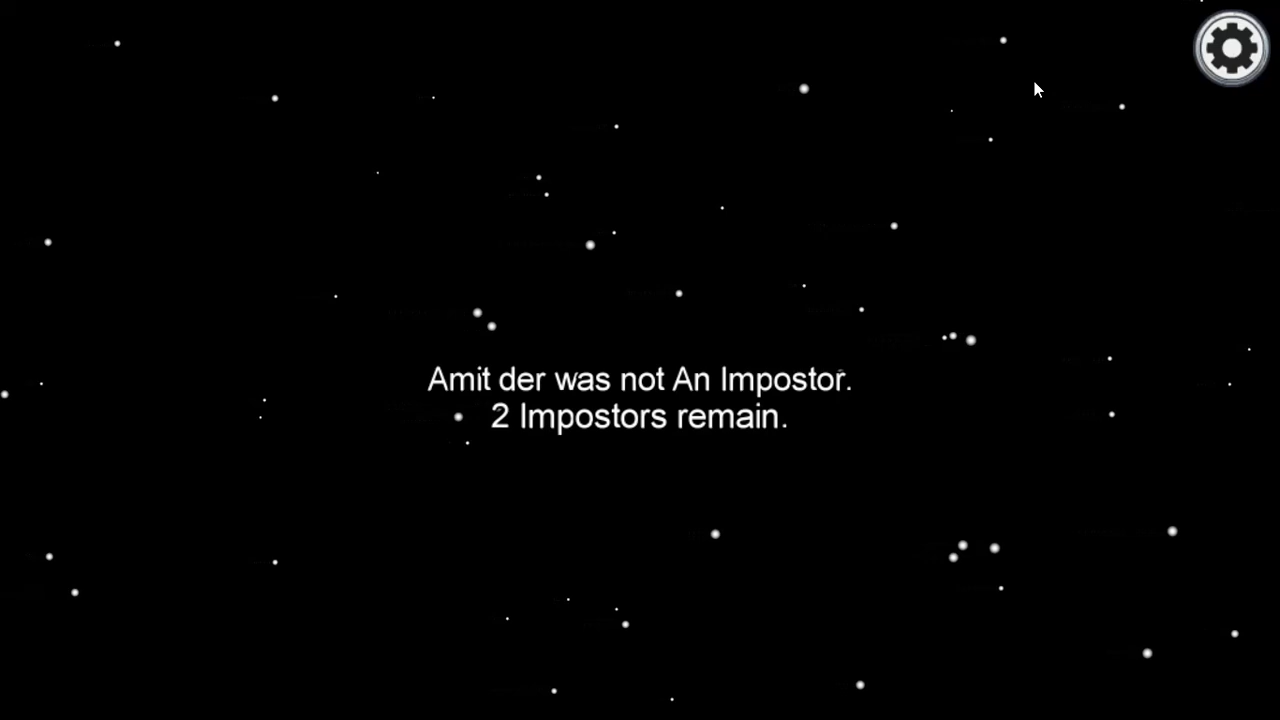 Amit der was not An Impostor.
2 Impostors remain.